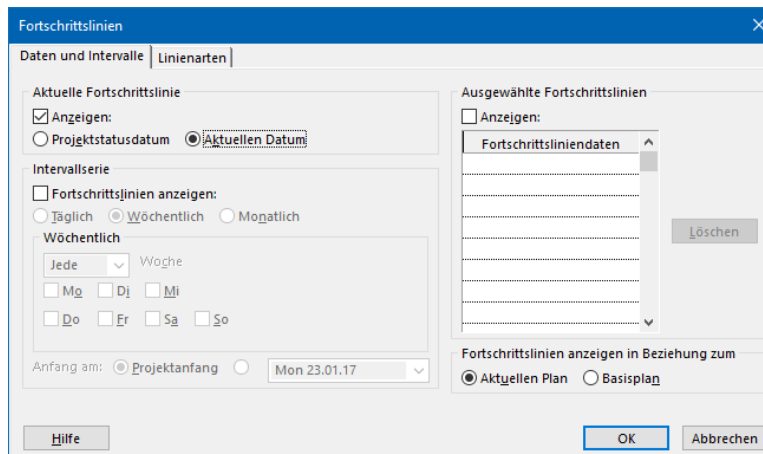 Fortschrittslinien
Daten und Intervalle
Linienarten
Aktuelle Fortschrittslinie
Anzeigen:
Projektstatusdatum
Aktuellen Datum
Intervallserie
Fortschrittslinien anzeigen:
Täglich
Wöchentlich
Monatlich
Wöchentlich
Jede
Woche
Mo
Di
Mi
Do
Fr
Sa
So
Anfang am:
Projektanfang
Mon 23.01.17
Ausgewählte Fortschrittslinien
Anzeigen:
Fortschrittsliniendaten
Löschen
Fortschrittslinien anzeigen in Beziehung zum
Aktuellen Plan
Basisplan
Hilfe
OK
Abbrechen